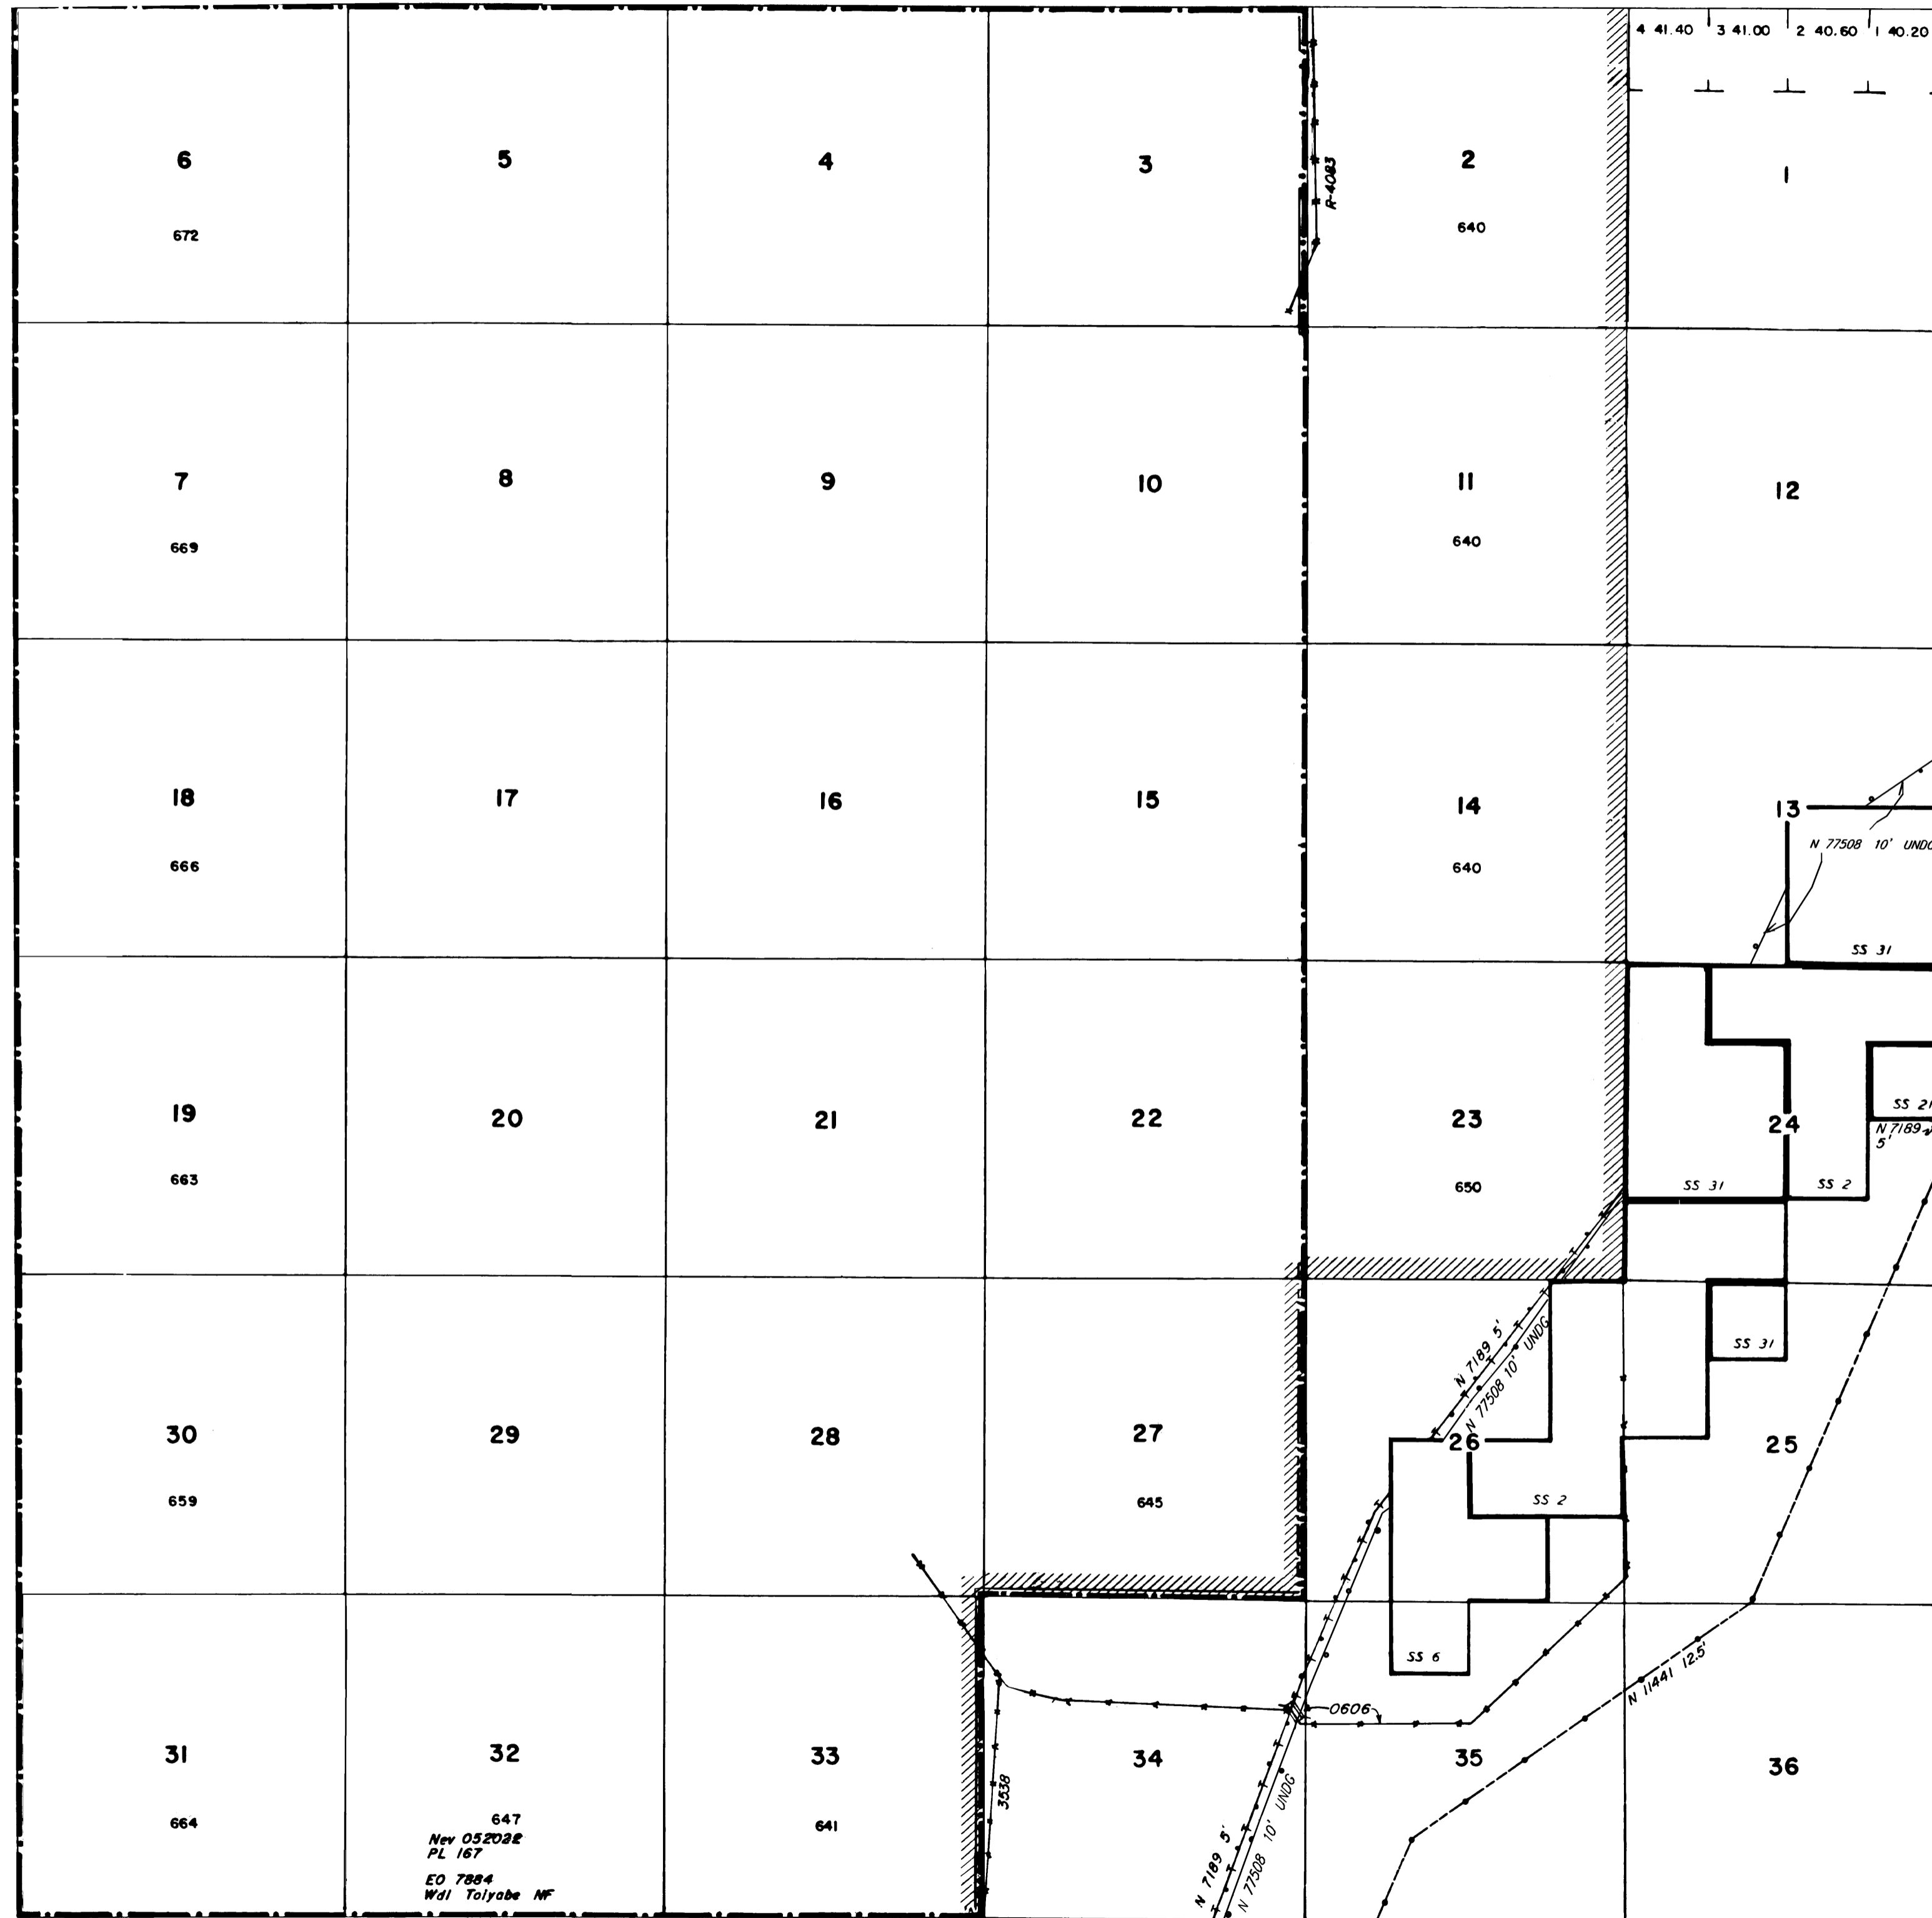 4 41.40 3 41.00 2 40.60 1 40.20
6 5 4 3 2 1
R-4083
672 640
7 8 9 10 11 12
669 640
18 17 16 15 14 13
N 77508 10' UNDG
666 640
SS 31
19 20 21 22 23 24
SS 21
N 7189
5'
663 650 SS 31 SS 2
N 7189 5'
N 77508 10' UNDG
SS 31
30 29 28 27 26 25
659 645 SS 2
SS 6
N 11441 12.5'
0606
31 32 33 34 35 36
3538
664 647 641
Nev
PL 167
EO 7884
Wdl Toiyabe NF
N 7189 5'
N 77508 10' UNDG